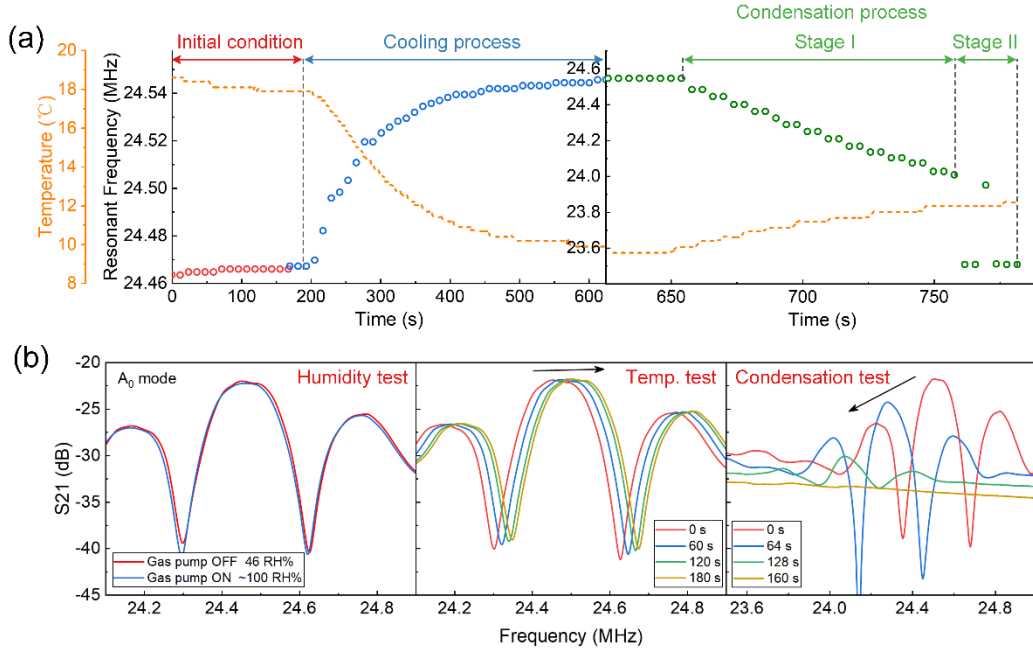 (a)
Condensation process
Initial condition
Cooling process
Stage I
Stage II
Temperature (℃)
20
18
16
14
12
10
8
Resonant Frequency (MHz)
24.54
24.52
24.50
24.48
24.46
24.6
24.4
24.2
24.0
23.8
23.6
0 100 200 300 400 500 600
650 700 750
Time (s)
Time (s)
(b)
S21 (dB)
-20
-25
-30
-35
-40
-45
A0 mode
Humidity test
Gas pump OFF 46 RH%
Gas pump ON ~100 RH%
24.2 24.4 24.6 24.8
Temp. test
0 s
60 s
120 s
180 s
24.2 24.4 24.6 24.8
Condensation test
0 s
64 s
128 s
160 s
23.6 24.0 24.4 24.8
Frequency (MHz)